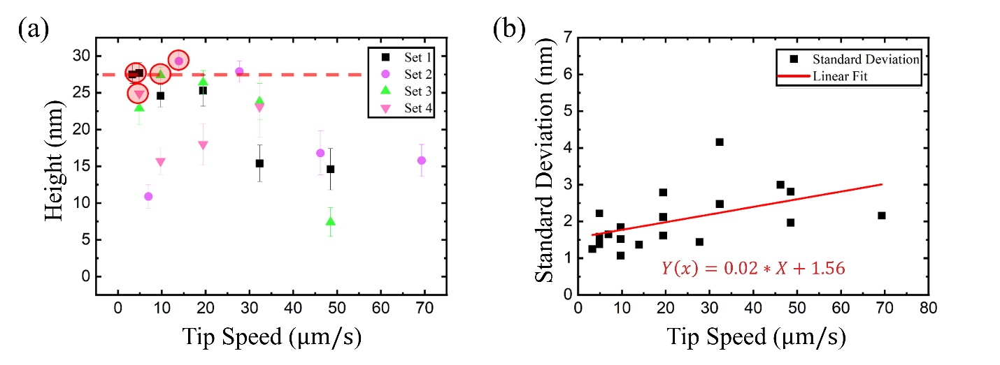 (a)
Height (nm)
30
25
20
15
10
5
0
Set 1
Set 2
Set 3
Set 4
0 10 20 30 40 50 60 70
Tip Speed (μm/s)
(b)
Standard Deviation (nm)
7
6
5
4
3
2
1
0
Standard Deviation
Linear Fit
Y(x) = 0.02 * X + 1.56
0 10 20 30 40 50 60 70 80
Tip Speed (μm/s)